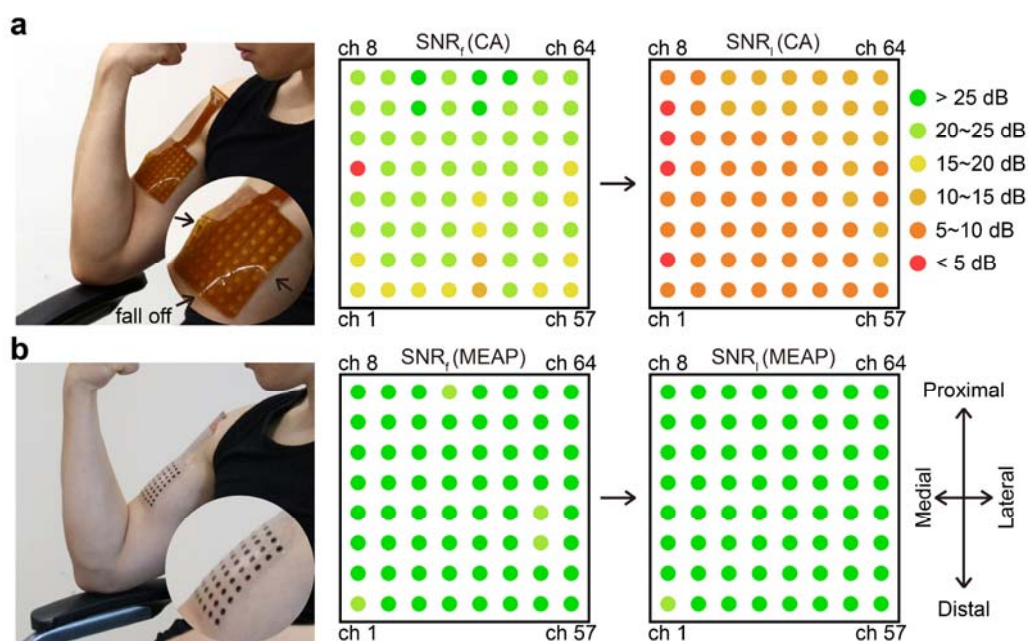 a
ch 8 SNRf (CA) ch 64
ch 8 SNRl (CA) ch 64
> 25 dB
20~25 dB
15~20 dB
10~15 dB
5~10 dB
< 5 dB
fall off
ch 1 ch 57
ch 1 ch 57
b
ch 8 SNRf (MEAP) ch 64
ch 8 SNRl (MEAP) ch 64
Proximal
Medial
Lateral
Distal
ch 1 ch 57
ch 1 ch 57